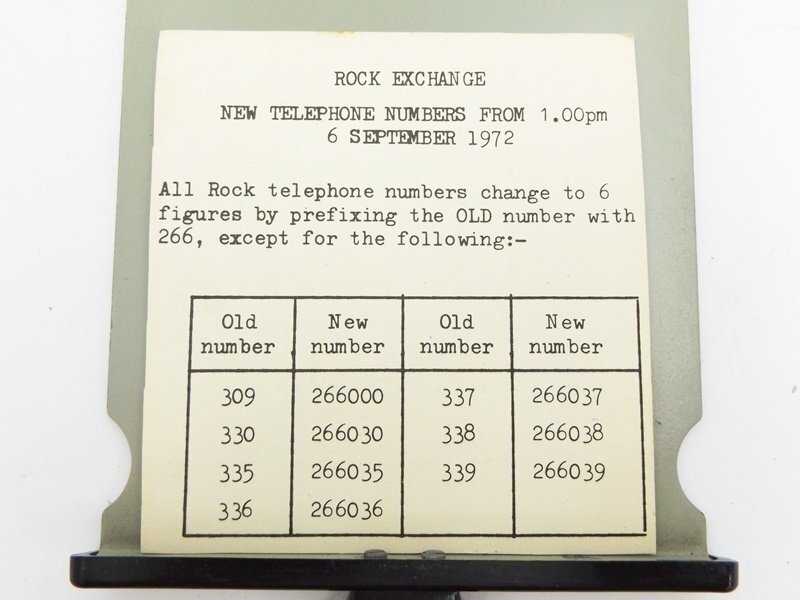 ROCK EXCHANGE
NEW TELEPHONE NUMBERS FROM 1.00pm
6 SEPTEMBER 1972
All Rock telephone numbers change to 6
figures by prefixing the OLD number with
266, except for the following:-
Old number New number Old number New number
309 266000 337 266037
330 266030 338 266038
335 266035 339 266039
336 266036